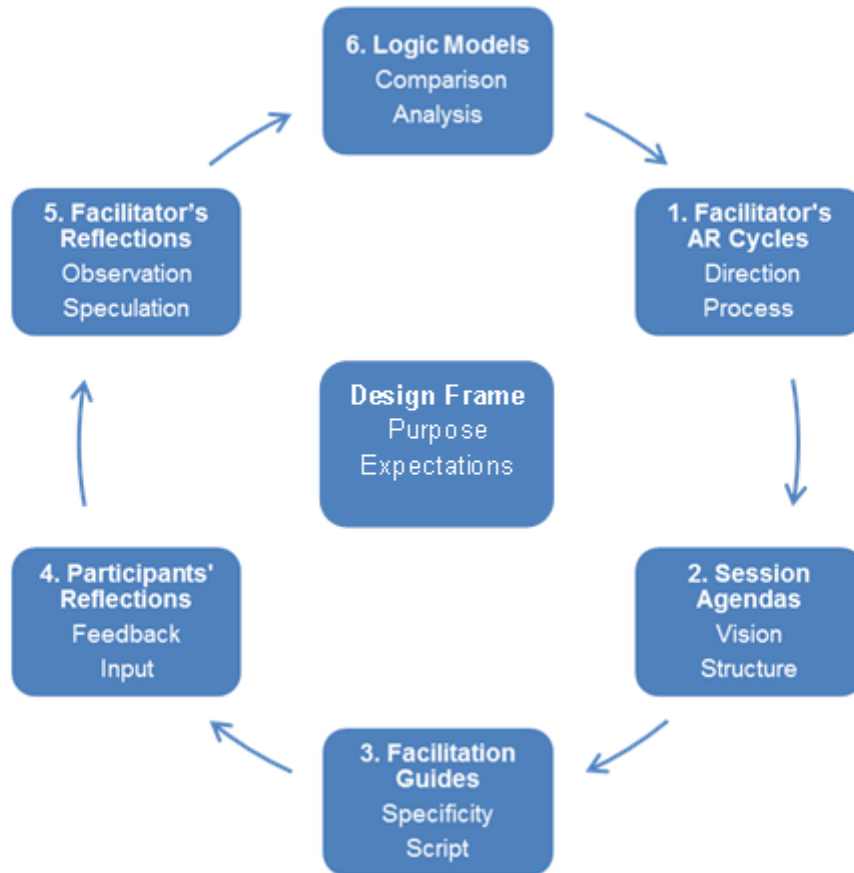 6. Logic Models
Comparison
Analysis
1. Facilitator's
AR Cycles
Direction
Process
2. Session
Agendas
Vision
Structure
3. Facilitation
Guides
Specificity
Script
4. Participants'
Reflections
Feedback
Input
5. Facilitator's
Reflections
Observation
Speculation
Design Frame
Purpose
Expectations